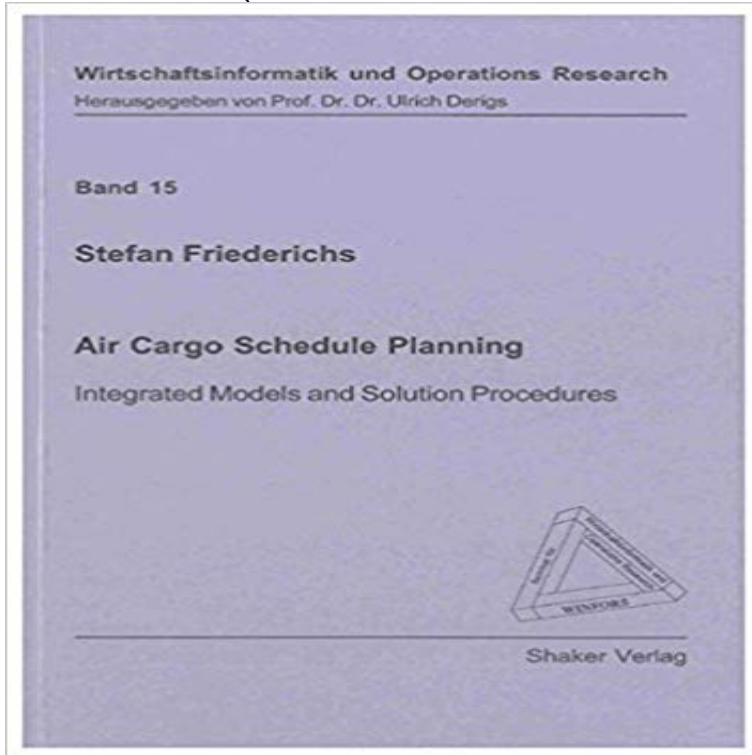 Wirtschaftsinformatik und Operations Research
Herausgegeben von Prof. Dr. Dr. Ulrich Derigs
Band 15
Stefan Friederichs
Air Cargo Schedule Planning
Integrated Models and Solution Procedures
WINFORS
Shaker Verlag